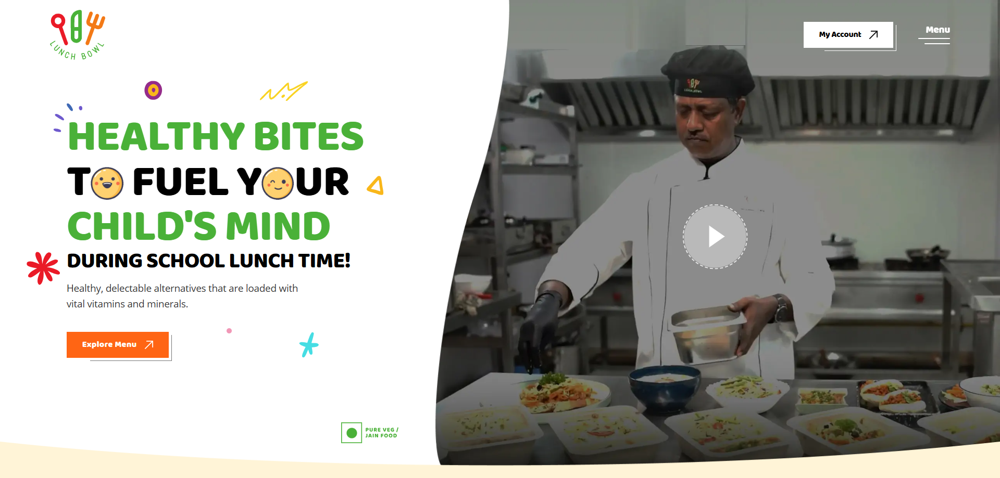 LUNCH BOWL
My Account
Menu
HEALTHY BITES
TO FUEL YOUR
CHILD'S MIND
DURING SCHOOL LUNCH TIME!
Healthy, delectable alternatives that are loaded with
vital vitamins and minerals.
Explore Menu
PURE VEG /
JAIN FOOD